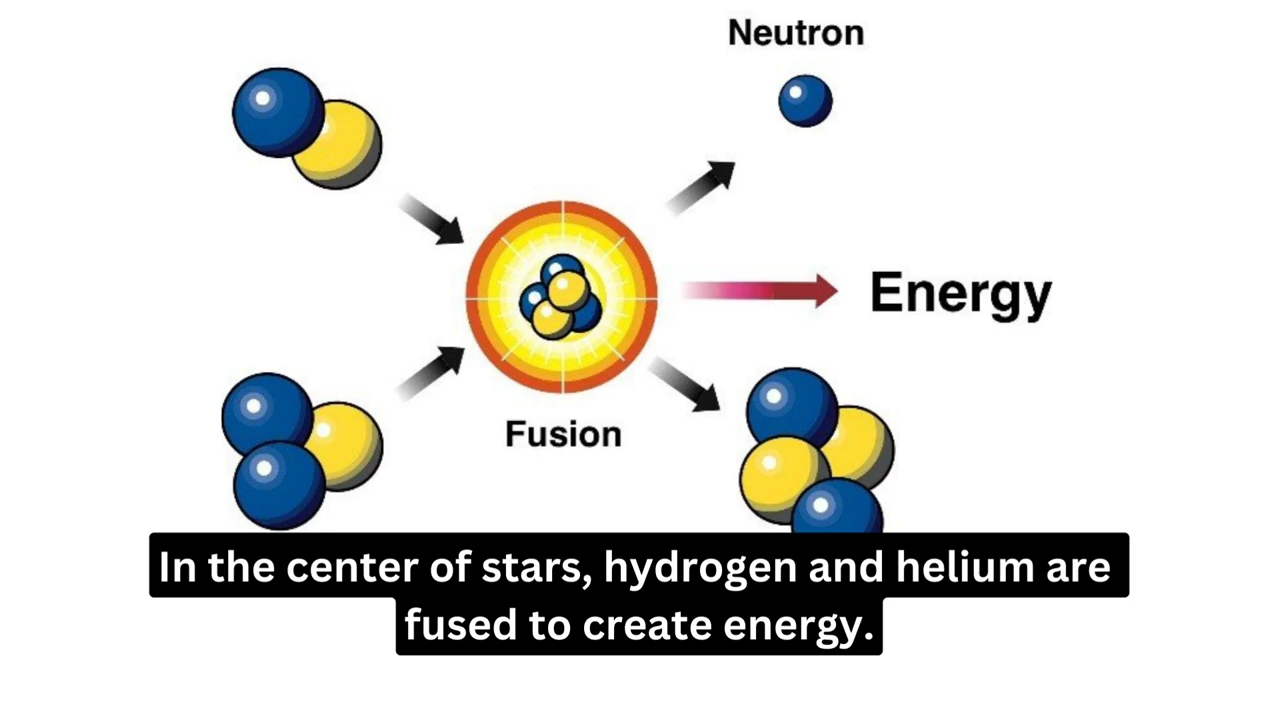 Neutron
Energy
Fusion
In the center of stars, hydrogen and helium are
fused to create energy.